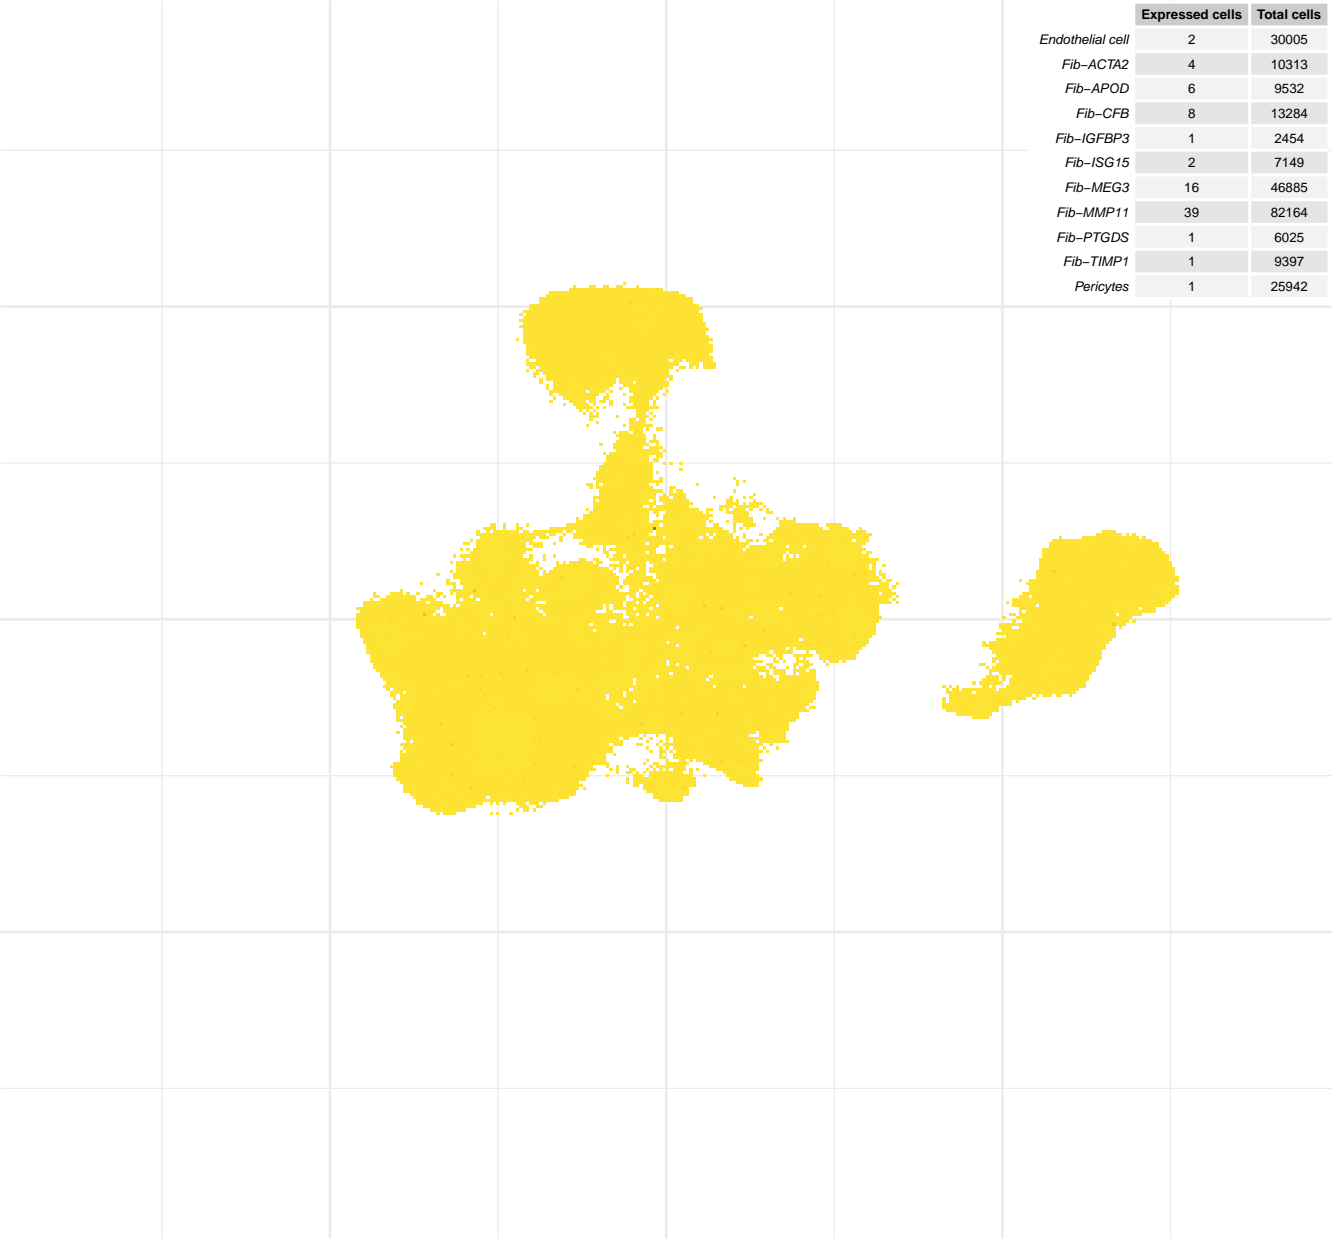 Expressed cells Total cells
Endothelial cell 2 30005
Fib−ACTA2 4 10313
Fib−APOD 6 9532
Fib−CFB 8 13284
Fib−IGFBP3 1 2454
Fib−ISG15 2 7149
Fib−MEG3 16 46885
Fib−MMP11 39 82164
Fib−PTGDS 1 6025
Fib−TIMP1 1 9397
Pericytes 1 25942